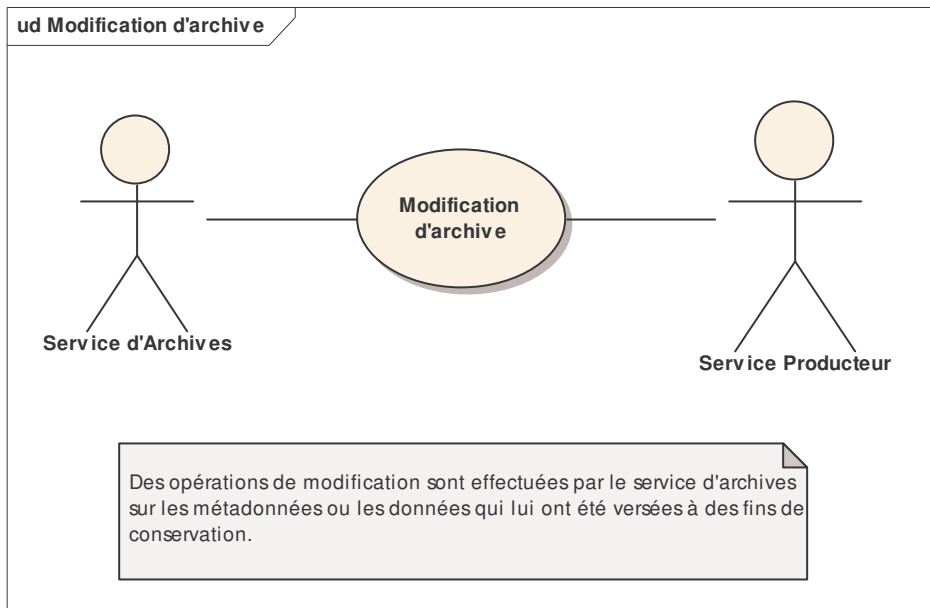 ud Modification d'archive
Modification
d'archive
Service d'Archives
Service Producteur
Des opérations de modification sont effectuées par le service d'archives
sur les métadonnées ou les données qui lui ont été versées à des fins de
conservation.